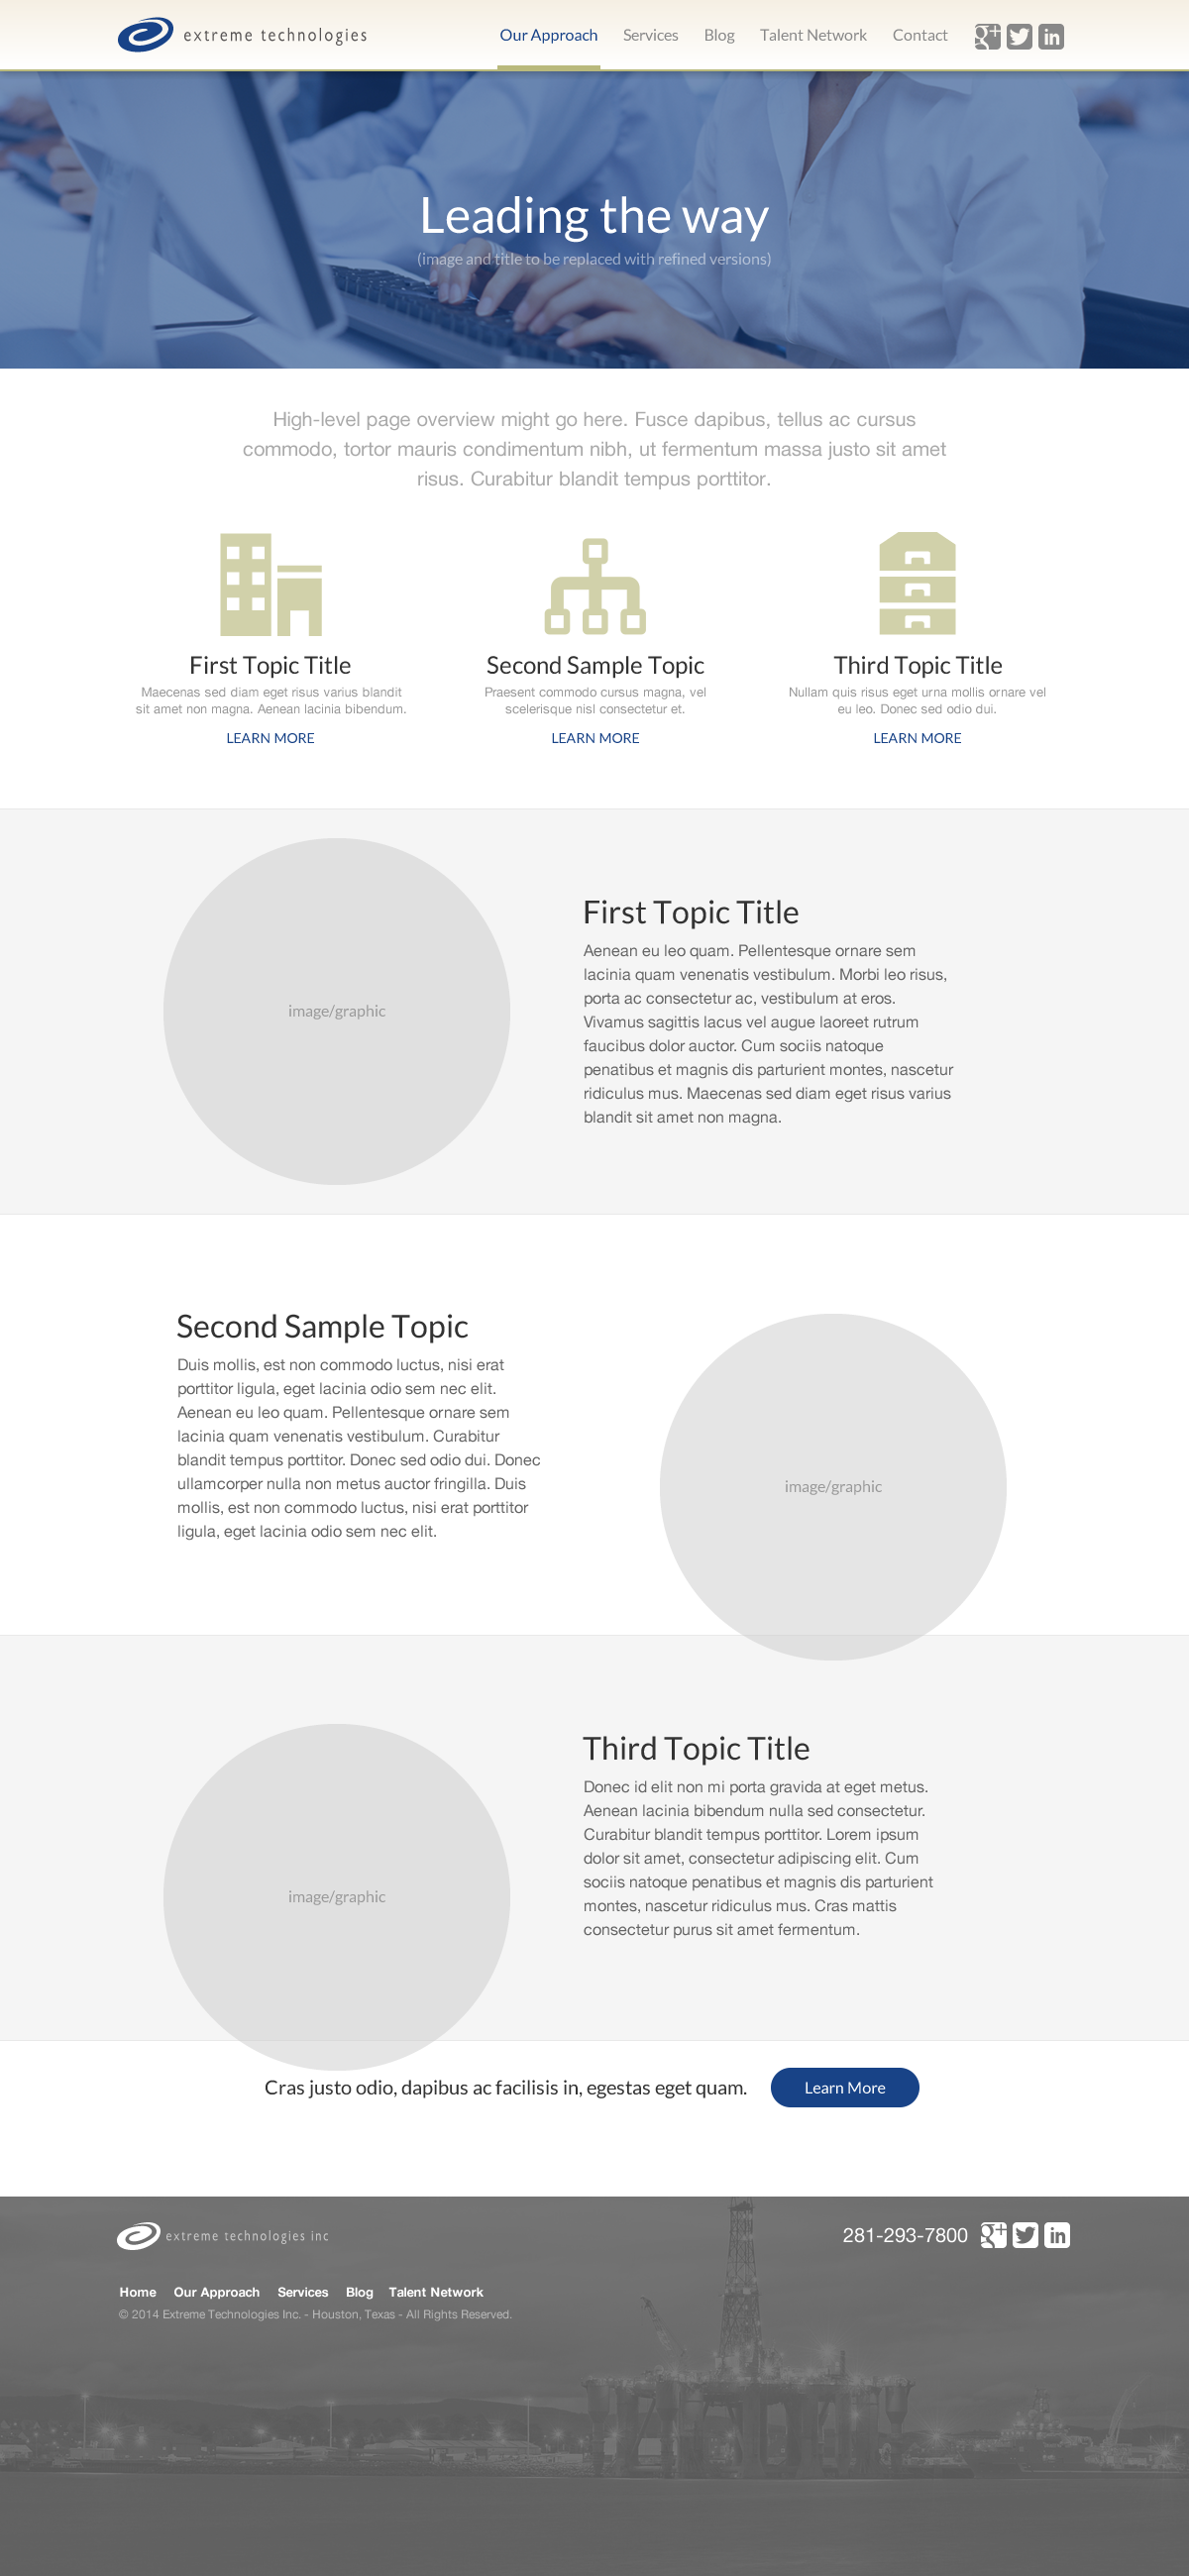 extreme technologies
Our Approach Services Blog Talent Network Contact
g+ in
Leading the way
(image and title to be replaced with refined versions)
High-level page overview might go here. Fusce dapibus, tellus ac cursus
commodo, tortor mauris condimentum nibh, ut fermentum massa justo sit amet
risus. Curabitur blandit tempus porttitor.
First Topic Title
Maecenas sed diam eget risus varius blandit
sit amet non magna. Aenean lacinia bibendum.
LEARN MORE
Second Sample Topic
Praesent commodo cursus magna, vel
scelerisque nisl consectetur et.
LEARN MORE
Third Topic Title
Nullam quis risus eget urna mollis ornare vel
eu leo. Donec sed odio dui.
LEARN MORE
image/graphic
First Topic Title
Aenean eu leo quam. Pellentesque ornare sem
lacinia quam venenatis vestibulum. Morbi leo risus,
porta ac consectetur ac, vestibulum at eros.
Vivamus sagittis lacus vel augue laoreet rutrum
faucibus dolor auctor. Cum sociis natoque
penatibus et magnis dis parturient montes, nascetur
ridiculus mus. Maecenas sed diam eget risus varius
blandit sit amet non magna.
Second Sample Topic
Duis mollis, est non commodo luctus, nisi erat
porttitor ligula, eget lacinia odio sem nec elit.
Aenean eu leo quam. Pellentesque ornare sem
lacinia quam venenatis vestibulum. Curabitur
blandit tempus porttitor. Donec sed odio dui. Donec
ullamcorper nulla non metus auctor fringilla. Duis
mollis, est non commodo luctus, nisi erat porttitor
ligula, eget lacinia odio sem nec elit.
image/graphic
image/graphic
Third Topic Title
Donec id elit non mi porta gravida at eget metus.
Aenean lacinia bibendum nulla sed consectetur.
Curabitur blandit tempus porttitor. Lorem ipsum
dolor sit amet, consectetur adipiscing elit. Cum
sociis natoque penatibus et magnis dis parturient
montes, nascetur ridiculus mus. Cras mattis
consectetur purus sit amet fermentum.
Cras justo odio, dapibus ac facilisis in, egestas eget quam.
Learn More
extreme technologies inc
281-293-7800
g+ in
Home Our Approach Services Blog Talent Network
© 2014 Extreme Technologies Inc. - Houston, Texas - All Rights Reserved.